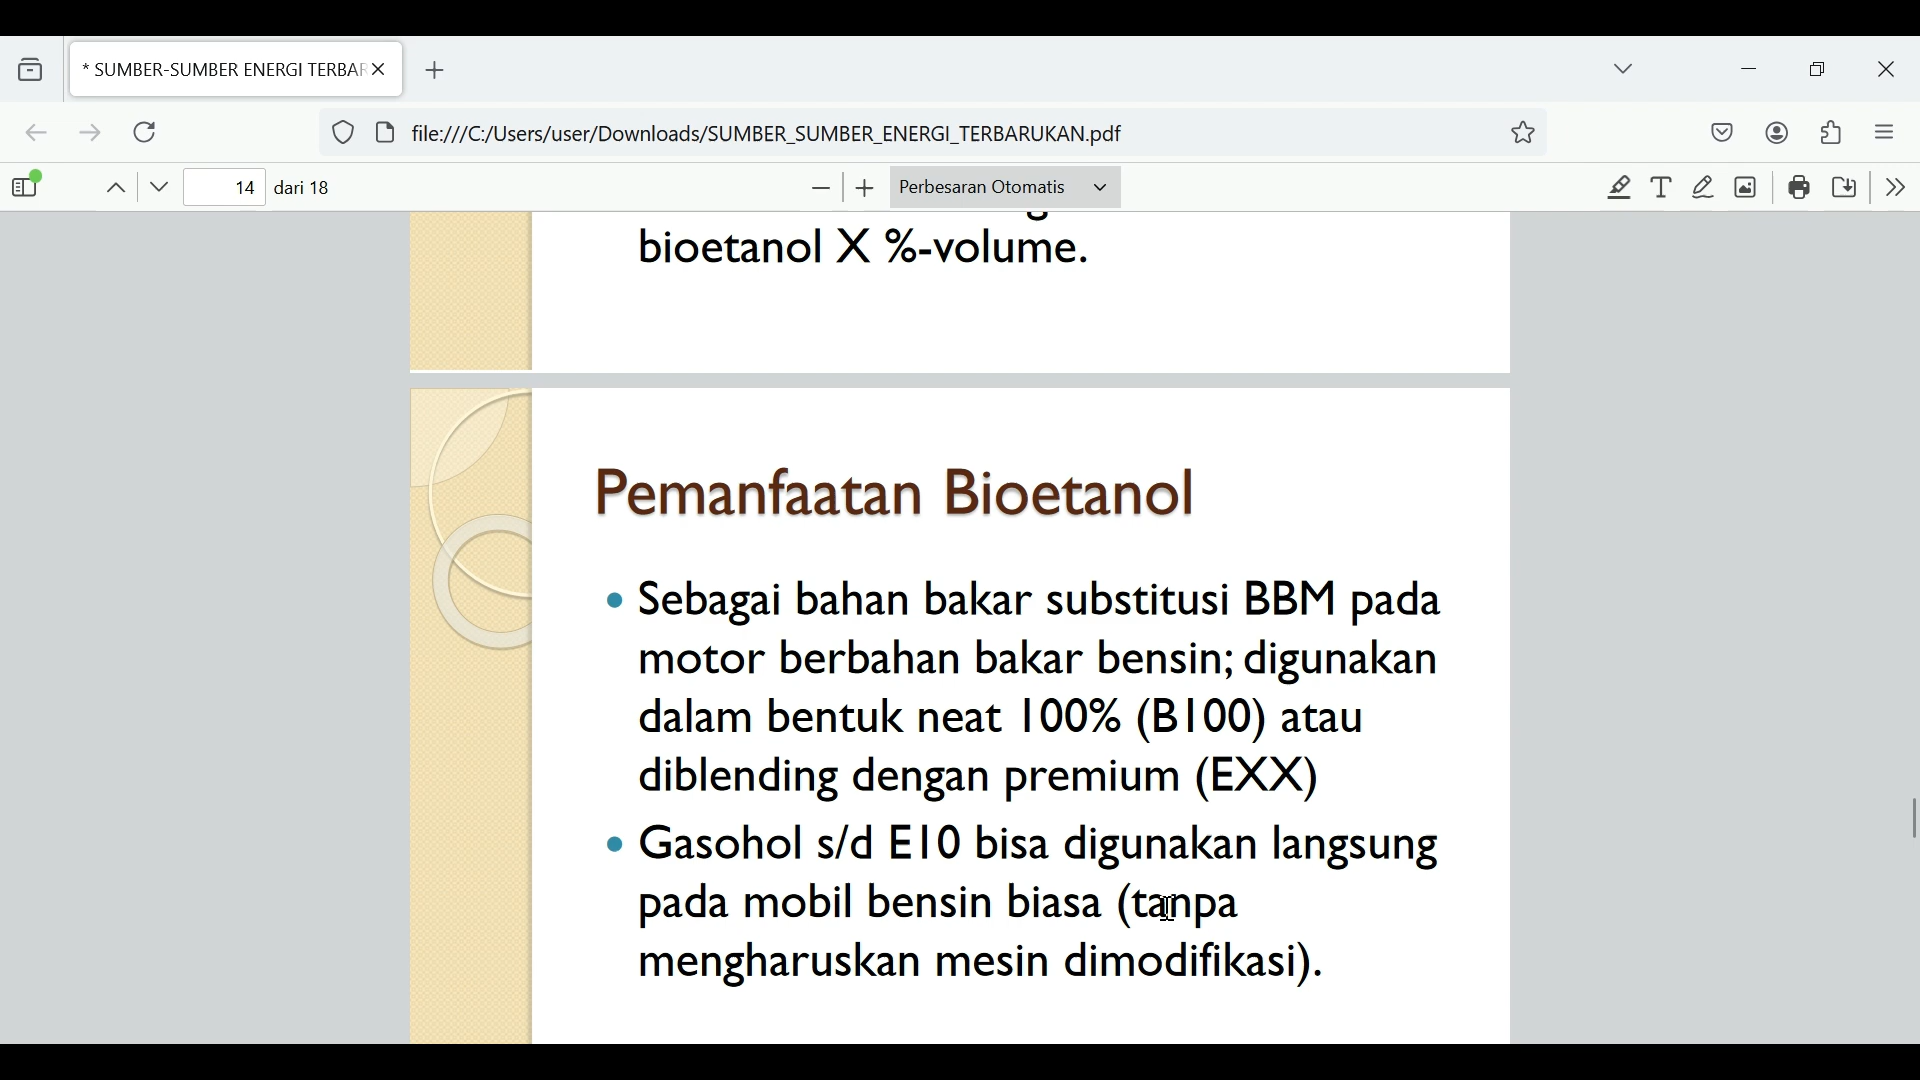 * SUMBER-SUMBER ENERGI TERBAR
file:///C:/Users/user/Downloads/SUMBER_SUMBER_ENERGI_TERBARUKAN.pdf
14 dari 18 Perbesaran Otomatis
bioetanol X %-volume.
Pemanfaatan Bioetanol
• Sebagai bahan bakar substitusi BBM pada
motor berbahan bakar bensin; digunakan
dalam bentuk neat 100% (B100) atau
diblending dengan premium (EXX)
• Gasohol s/d E10 bisa digunakan langsung
pada mobil bensin biasa (tanpa
mengharuskan mesin dimodifikasi).